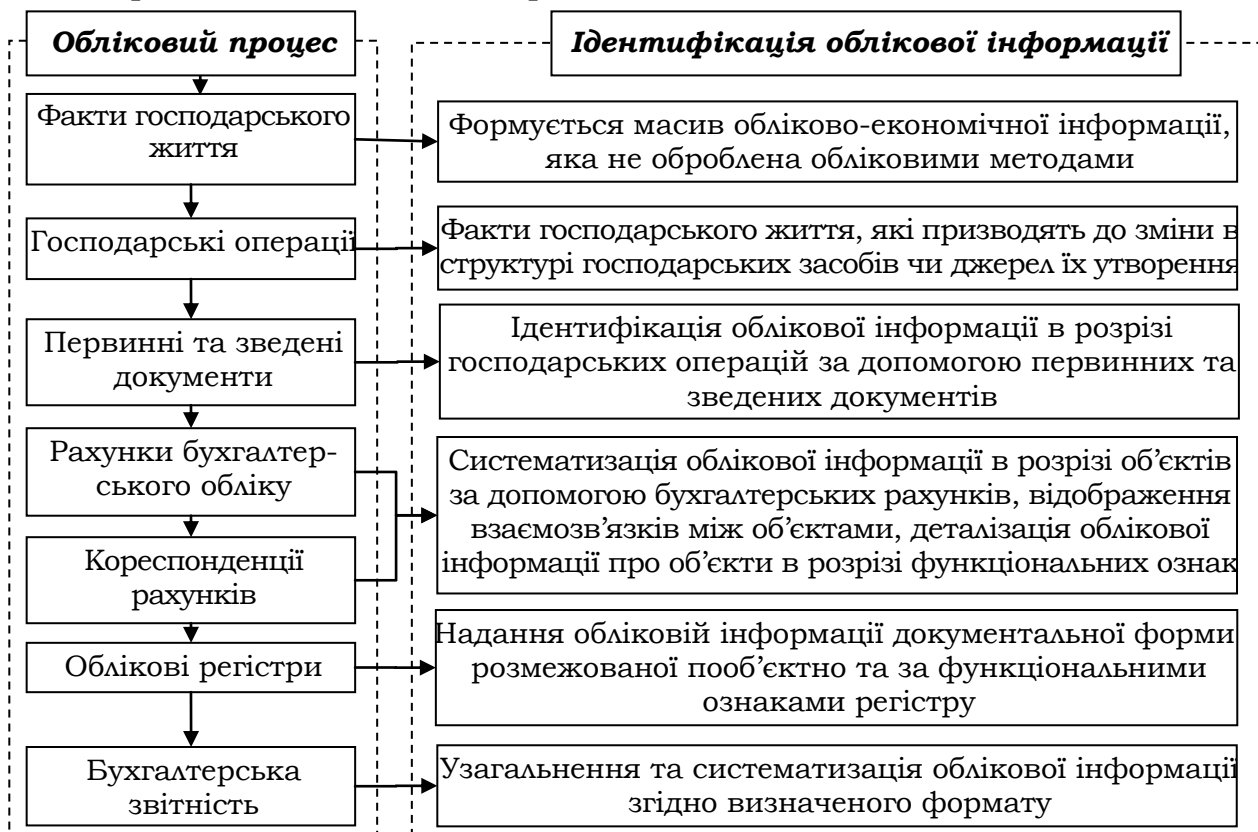 Обліковий процес
Ідентифікація облікової інформації
Факти господарського
життя
Формується масив обліково-економічної інформації,
яка не оброблена обліковими методами
Господарські операції
Факти господарського життя, які призводять до зміни в
структурі господарських засобів чи джерел їх утворення
Первинні та зведені
документи
Ідентифікація облікової інформації в розрізі
господарських операцій за допомогою первинних та
зведених документів
Рахунки бухгалтер-
ського обліку
Кореспонденції
рахунків
Систематизація облікової інформації в розрізі об’єктів
за допомогою бухгалтерських рахунків, відображення
взаємозв’язків між об’єктами, деталізація облікової
інформації про об’єкти в розрізі функціональних ознак
Облікові регістри
Надання обліковій інформації документальної форми
розмежованої пооб’єктно та за функціональними
ознаками регістру
Бухгалтерська
звітність
Узагальнення та систематизація облікової інформації
згідно визначеного формату